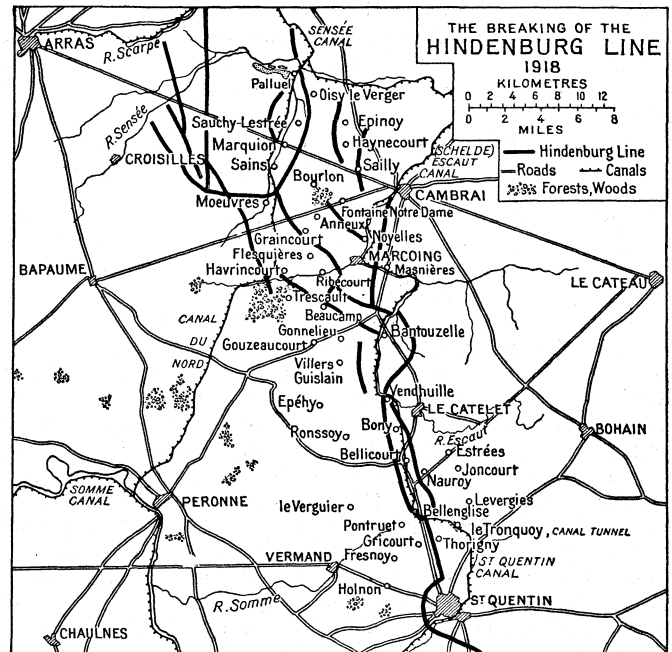 THE BREAKING OF THE
HINDENBURG LINE
1918
KILOMETRES
0 2 4 6 8 10 12
0 2 4 6 8
MILES
Hindenburg Line
Roads
Canals
Forests, Woods
ARRAS
R. Scarpe
SENSÉE
CANAL
Palluel
Oisy le Verger
R. Sensée
Sauchy-Lestrée
Epinoy
Marquion
Haynecourt
CROISILLES
Sains
Sailly
(SCHELDE)
ESCAUT
CANAL
Bourlon
CAMBRAI
Moeuvres
Fontaine Notre Dame
Anneux
Graincourt
Noyelles
Flesquières
MARCOING
BAPAUME
Havrincourt
Masnières
Ribécourt
LE CATEAU
Trescault
CANAL
DU
NORD
Beaucamp
Gonnelieu
Bantouzelle
Gouzeaucourt
Villers
Guislain
Vendhuille
Epéhy
LE CATELET
Ronssoy
Bony
R. Escaut
BOHAIN
Bellicourt
Estrées
Joncourt
Nauroy
SOMME
CANAL
PERONNE
le Verguier
Levergies
Bellenglise
Pontruet
le Tronquoy, CANAL TUNNEL
Gricourt
Thorigny
VERMAND
Fresnoy
ST QUENTIN
CANAL
Holnon
R. Somme
ST QUENTIN
CHAULNES